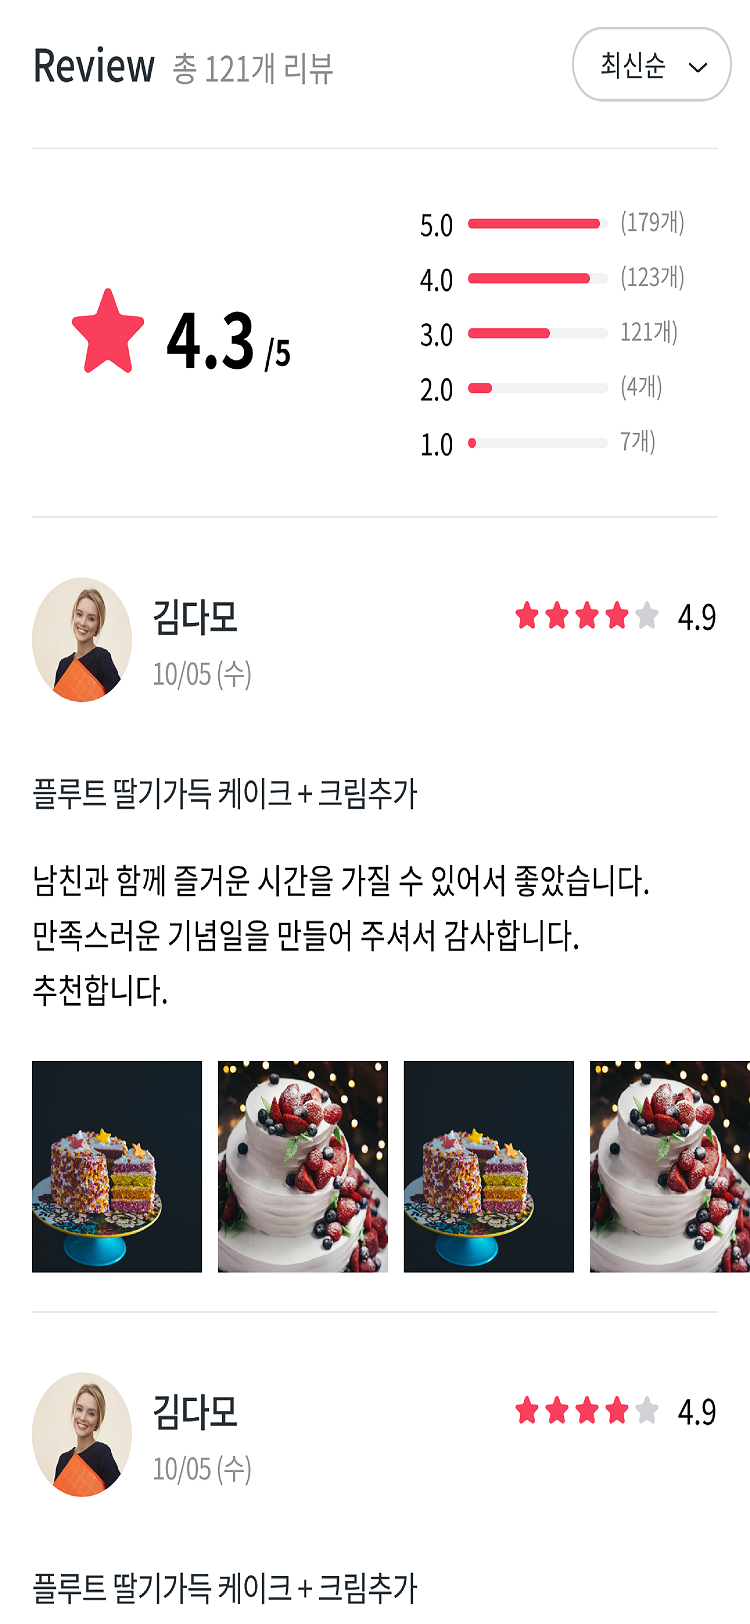 Review 총 121개 리뷰 최신순
4.3 /5
5.0 (179개)
4.0 (123개)
3.0 121개)
2.0 (4개)
1.0 7개)
김다모 4.9
10/05 (수)
플루트 딸기가득 케이크 + 크림추가
남친과 함께 즐거운 시간을 가질 수 있어서 좋았습니다.
만족스러운 기념일을 만들어 주셔서 감사합니다.
추천합니다.
김다모 4.9
10/05 (수)
플루트 딸기가득 케이크 + 크림추가